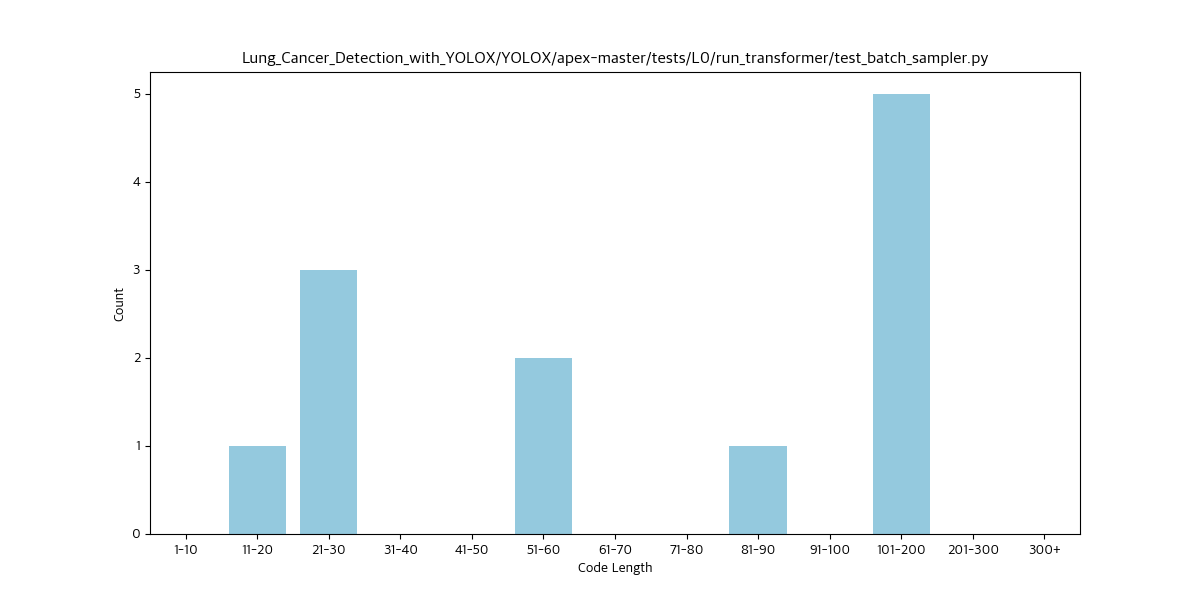 Lung_Cancer_Detection_with_YOLOX/YOLOX/apex-master/tests/L0/run_transformer/test_batch_sampler.py
5
4
3
2
1
0
Count
1-10 11-20 21-30 31-40 41-50 51-60 61-70 71-80 81-90 91-100 101-200 201-300 300+
Code Length